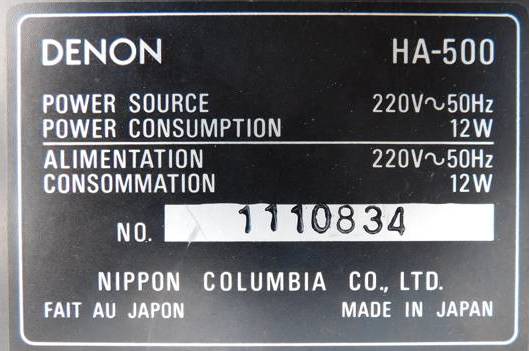 DENON HA-500
POWER SOURCE 220V~50Hz
POWER CONSUMPTION 12W
ALIMENTATION 220V~50Hz
CONSOMMATION 12W
NO. 1110834
NIPPON COLUMBIA CO., LTD.
FAIT AU JAPON MADE IN JAPAN